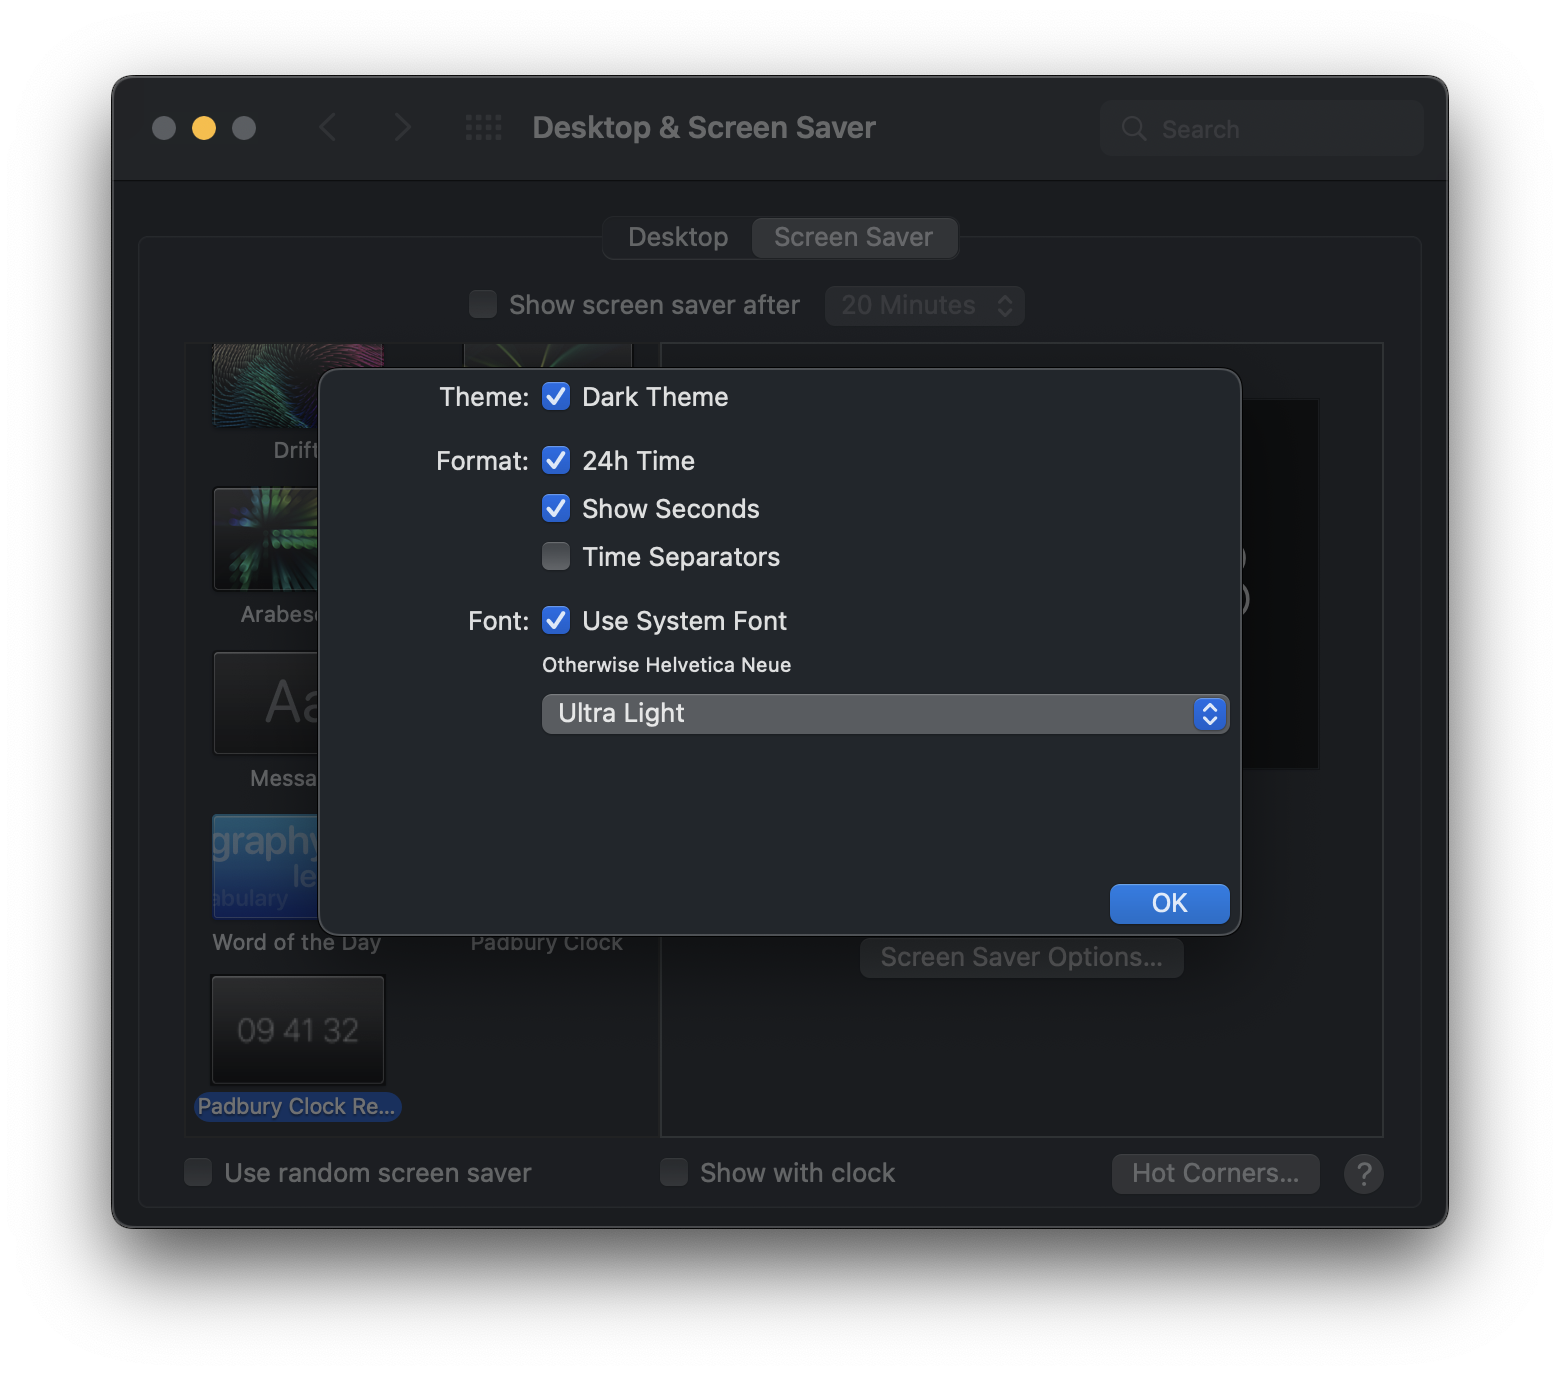 Desktop & Screen Saver
Search
Desktop
Screen Saver
Show screen saver after
20 Minutes
Theme:
Dark Theme
Format:
24h Time
Show Seconds
Time Separators
Font:
Use System Font
Otherwise Helvetica Neue
Ultra Light
OK
Drift
Arabes
Aa
Messa
graphy
le
abulary
Word of the Day
Padbury Clock
09 41 32
Padbury Clock Re...
Screen Saver Options...
Use random screen saver
Show with clock
Hot Corners...
?